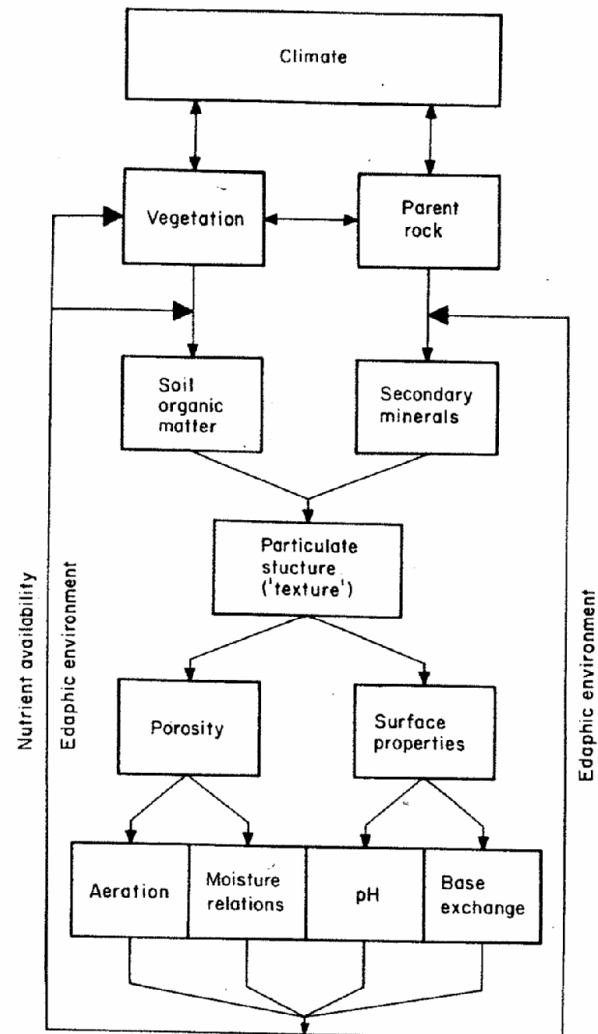 Climate
Vegetation
Parent
rock
Soil
organic
matter
Secondary
minerals
Particulate
stucture
('texture')
Nutrient availability
Edaphic environment
Edaphic environment
Porosity
Surface
properties
Aeration
Moisture
relations
pH
Base
exchange